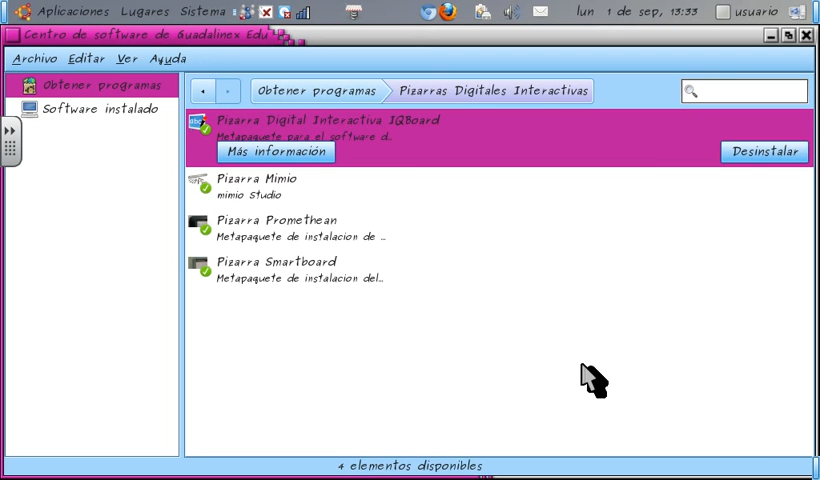 Aplicaciones Lugares Sistema lun 1 de sep, 13:33 usuario
Centro de software de Guadalinex Edu
Archivo Editar Ver Ayuda
Obtener programas
Software instalado
Obtener programas Pizarras Digitales Interactivas
Pizarra Digital Interactiva IQBoard
Metapaquete para el software d...
Más información Desinstalar
Pizarra Mimio
mimio Studio
Pizarra Promethean
Metapaquete de instalacion de ...
Pizarra Smartboard
Metapaquete de instalacion del...
4 elementos disponibles